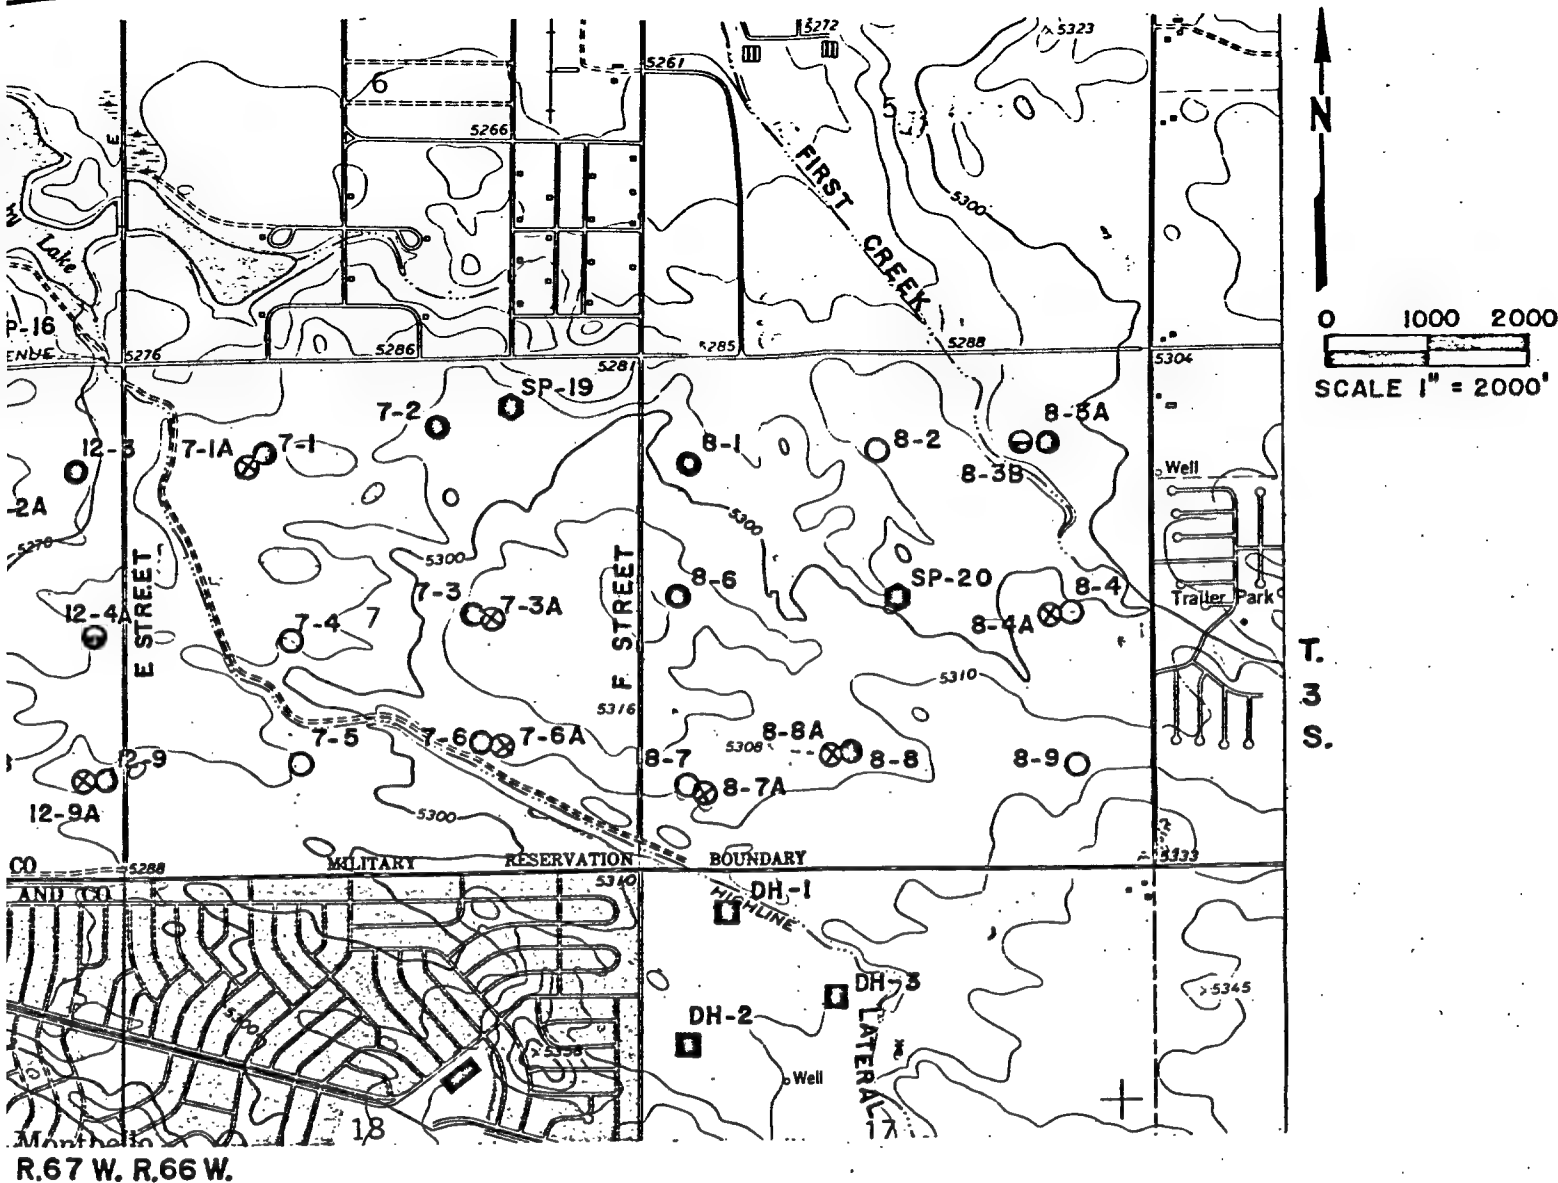 5272
5323
6
5261
5
5266
N
FIRST CREEK
5300
Lake
P-16
ENUE
5276
5286
5281
5285
5288
5304
0 1000 2000
SCALE 1" = 2000'
SP-19
7-2
12-3
7-1A
7-1
8-1
8-2
8-3A
8-3B
Well
-2A
5270
5300
5300
E STREET
F STREET
12-4A
7-3
7-3A
7-4
7
8-6
SP-20
8-4
8-4A
Trailer Park
T.
3
S.
5310
5316
7-5
7-6
7-6A
8-8A
5308
8-8
8-7
8-7A
8-9
12-9
12-9A
5300
CO
5288
MILITARY RESERVATION BOUNDARY
5333
AND CO
5310
DH-1
HIGHLINE
DH-3
LATERAL
DH-2
5345
5300
5358
Well
18
17
Montbello
R.67 W. R.66 W.